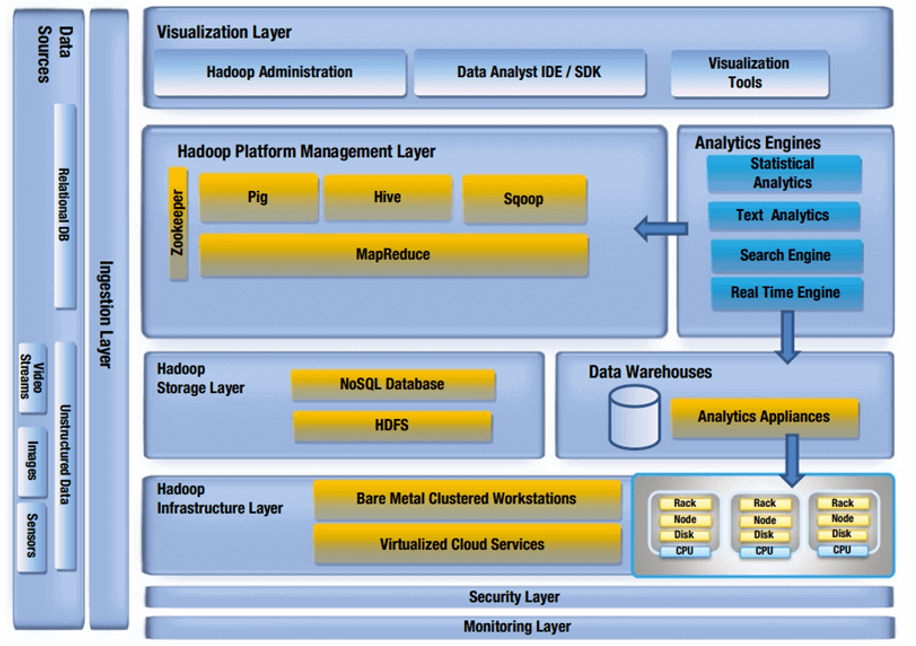 Data
Sources
Relational DB
Unstructured Data
Video
Streams
Images
Sensors
Ingestion Layer
Visualization Layer
Hadoop Administration
Data Analyst IDE / SDK
Visualization
Tools
Hadoop Platform Management Layer
Zookeeper
Pig
Hive
Sqoop
MapReduce
Analytics Engines
Statistical
Analytics
Text Analytics
Search Engine
Real Time Engine
Hadoop
Storage Layer
NoSQL Database
HDFS
Data Warehouses
Analytics Appliances
Hadoop
Infrastructure Layer
Bare Metal Clustered Workstations
Virtualized Cloud Services
Rack
Node
Disk
CPU
Rack
Node
Disk
CPU
Rack
Node
Disk
CPU
Security Layer
Monitoring Layer